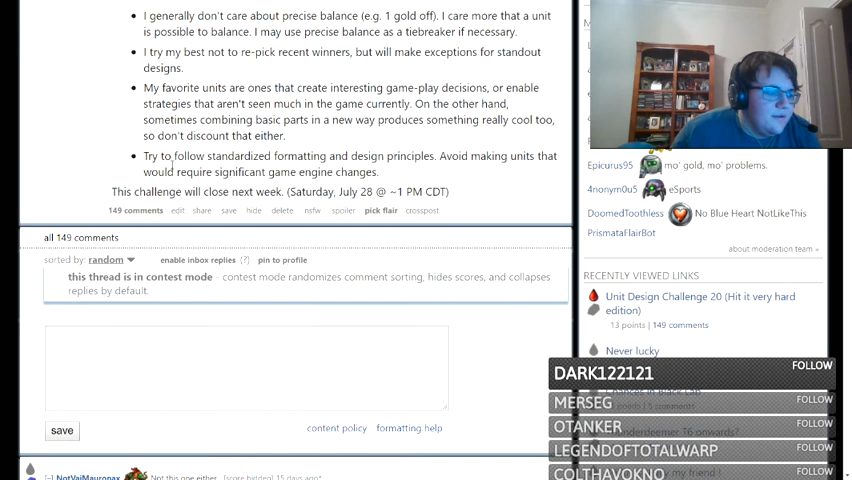 I generally don't care about precise balance (e.g. 1 gold off). I care more that a unit
is possible to balance. I may use precise balance as a tiebreaker if necessary.
I try my best not to re-pick recent winners, but will make exceptions for standout
designs.
My favorite units are ones that create interesting game-play decisions, or enable
strategies that aren't seen much in the game currently. On the other hand,
sometimes combining basic parts in a new way produces something really cool too,
so don't discount that either.
Try to follow standardized formatting and design principles. Avoid making units that
would require significant game engine changes.
This challenge will close next week. (Saturday, July 28 @ ~1 PM CDT)
149 comments edit share save hide delete nsfw spoiler pick flair crosspost
all 149 comments
sorted by: random enable inbox replies (?) pin to profile
this thread is in contest mode - contest mode randomizes comment sorting, hides scores, and collapses
replies by default.
content policy formatting help
save
[-] NotVajMauronax Not this one either. [score hidden] 15 days ago*
Epicurus95 mo' gold, mo' problems.
4nonym0u5 eSports
DoomedToothless No Blue Heart NotLikeThis
PrismataFlairBot
about moderation team »
RECENTLY VIEWED LINKS
Unit Design Challenge 20 (Hit it very hard
edition)
13 points | 149 comments
Never lucky
DARK122121 FOLLOW
MERSEG FOLLOW
OTANKER FOLLOW
LEGENDOFTOTALWARP FOLLOW
COLTHAVOKNO FOLLOW